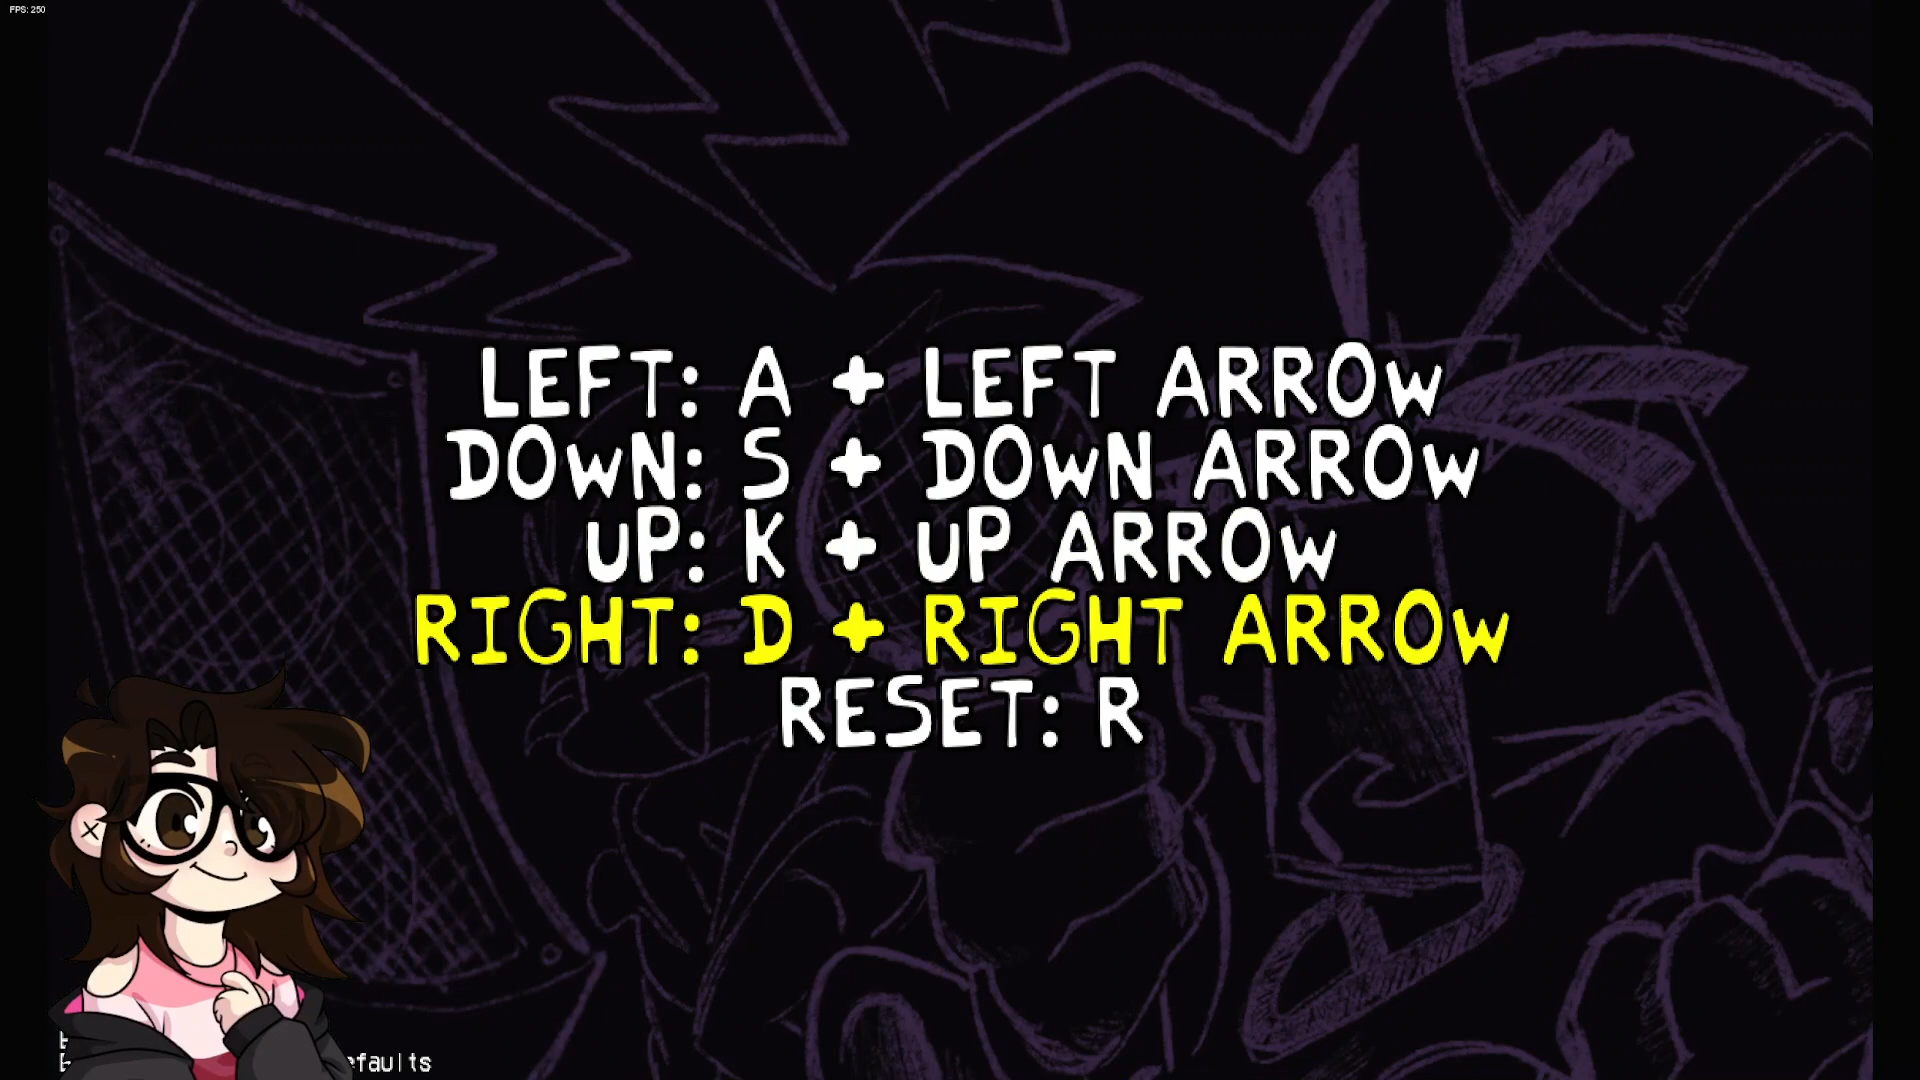 FPS: 250
LEFT: A + LEFT ARROW
DOWN: S + DOWN ARROW
UP: K + UP ARROW
RIGHT: D + RIGHT ARROW
RESET: R